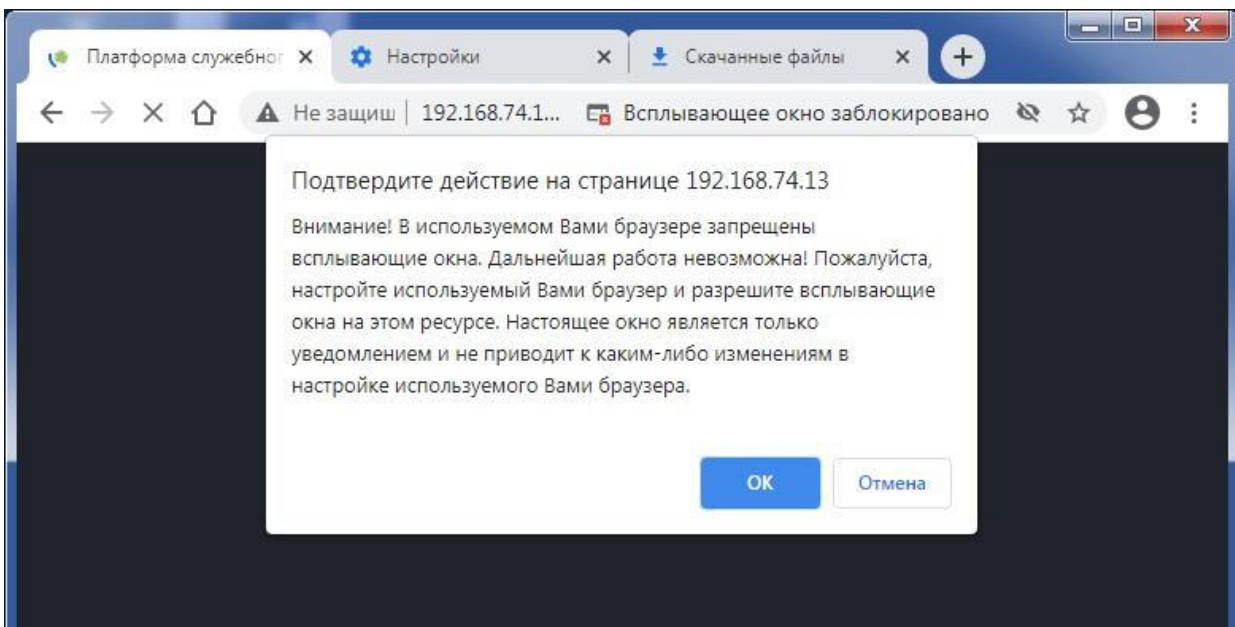 Платформа служебног
Настройки
Скачанные файлы
Не защищ
192.168.74.1...
Всплывающее окно заблокировано
Подтвердите действие на странице 192.168.74.13
Внимание! В используемом Вами браузере запрещены
всплывающие окна. Дальнейшая работа невозможна! Пожалуйста,
настройте используемый Вами браузер и разрешите всплывающие
окна на этом ресурсе. Настоящее окно является только
уведомлением и не приводит к каким-либо изменениям в
настройке используемого Вами браузера.
ОК
Отмена